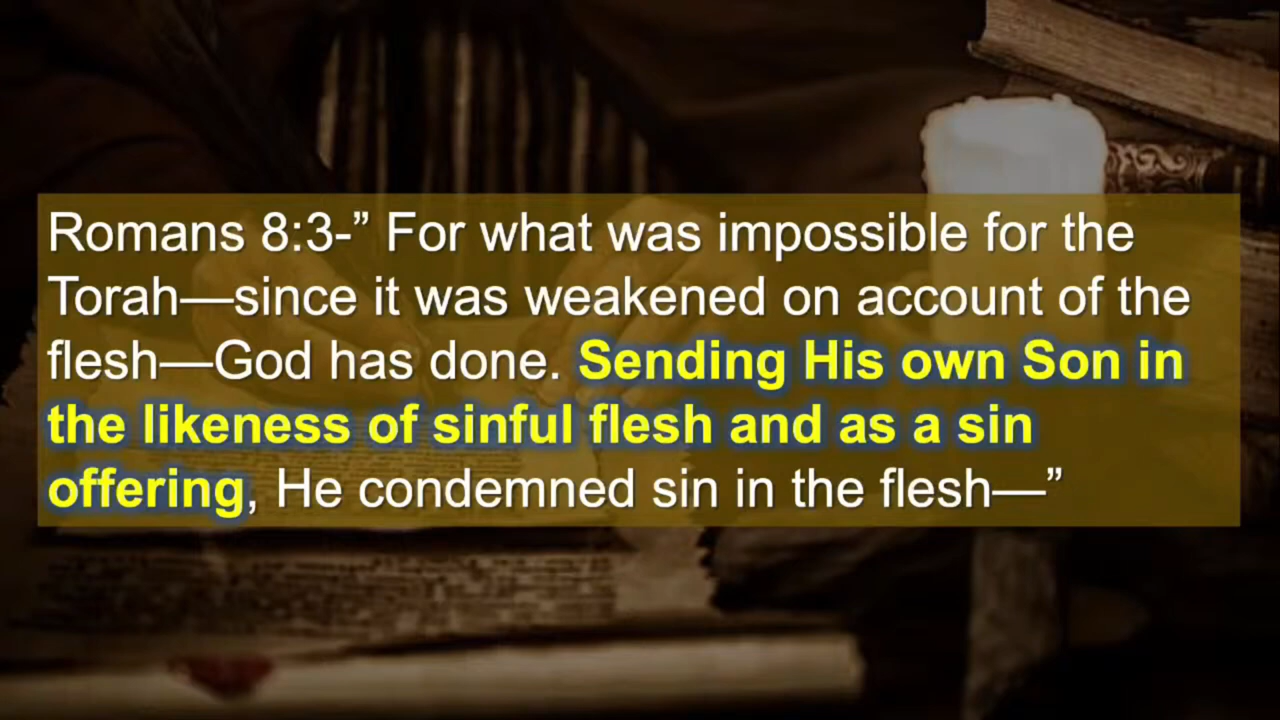 Romans 8:3-” For what was impossible for the
Torah—since it was weakened on account of the
flesh—God has done. Sending His own Son in
the likeness of sinful flesh and as a sin
offering, He condemned sin in the flesh—”